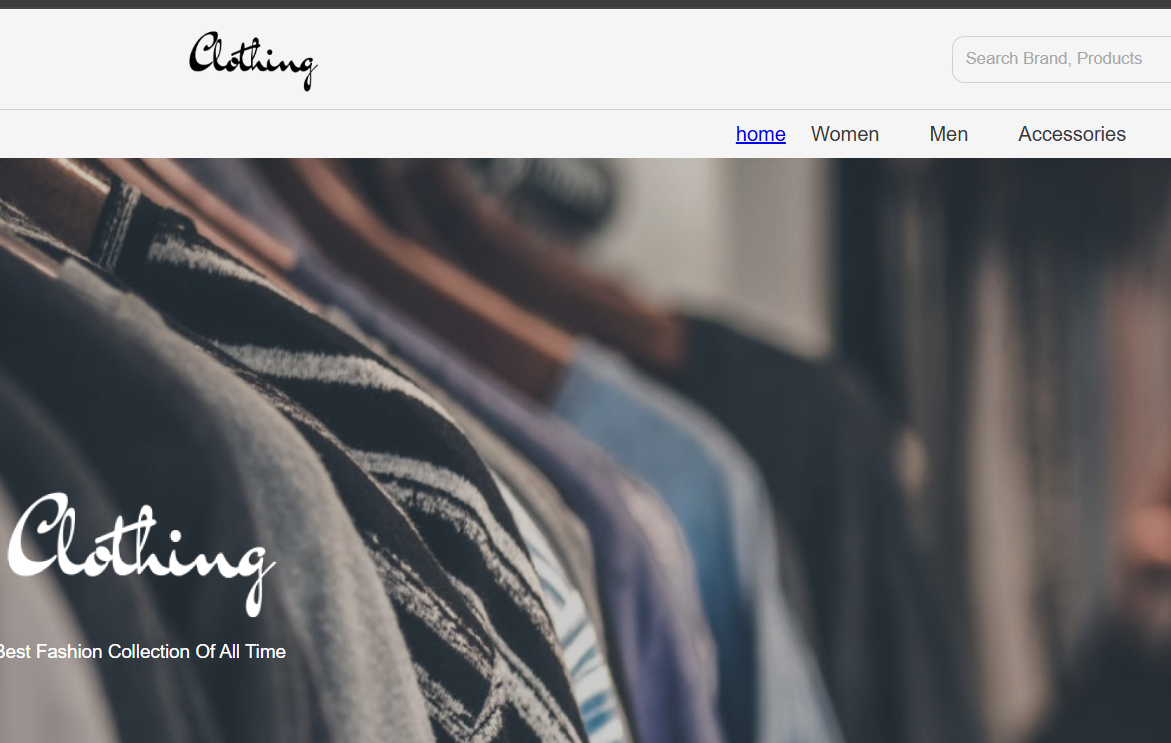 Clothing
Search Brand, Products
home Women Men Accessories
Clothing
Best Fashion Collection Of All Time